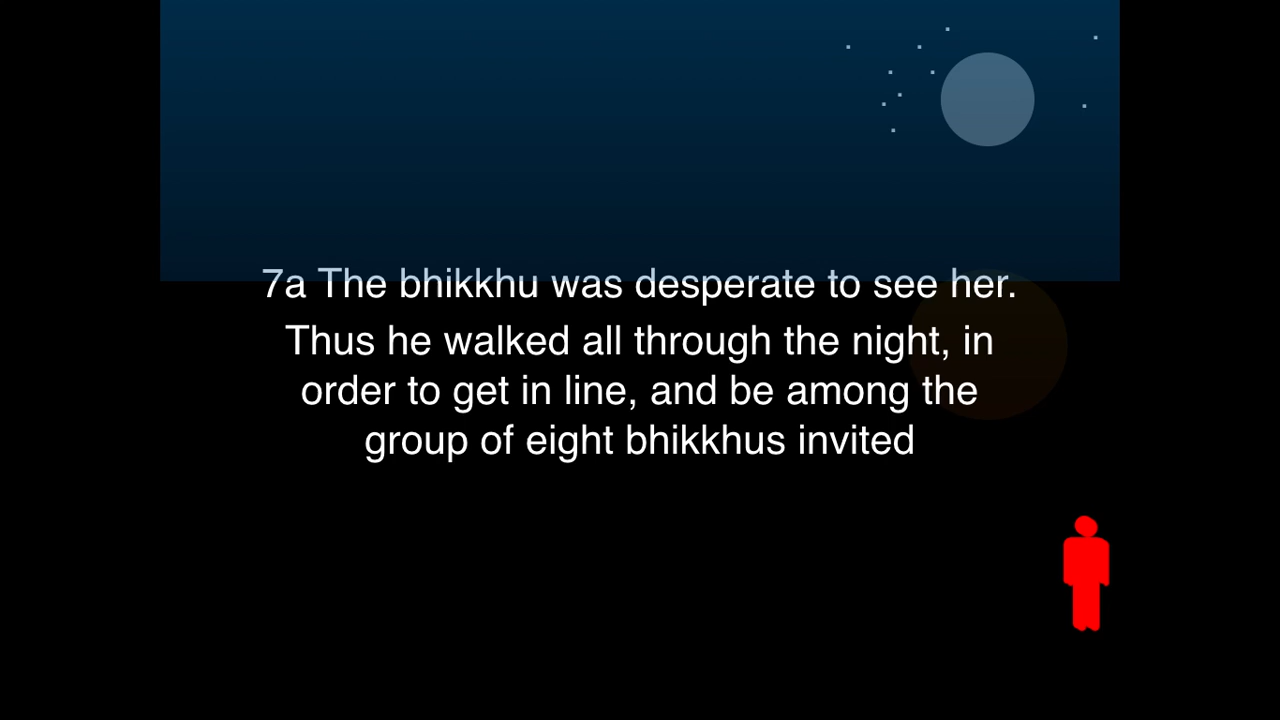 7a The bhikkhu was desperate to see her.
Thus he walked all through the night, in
order to get in line, and be among the
group of eight bhikkhus invited